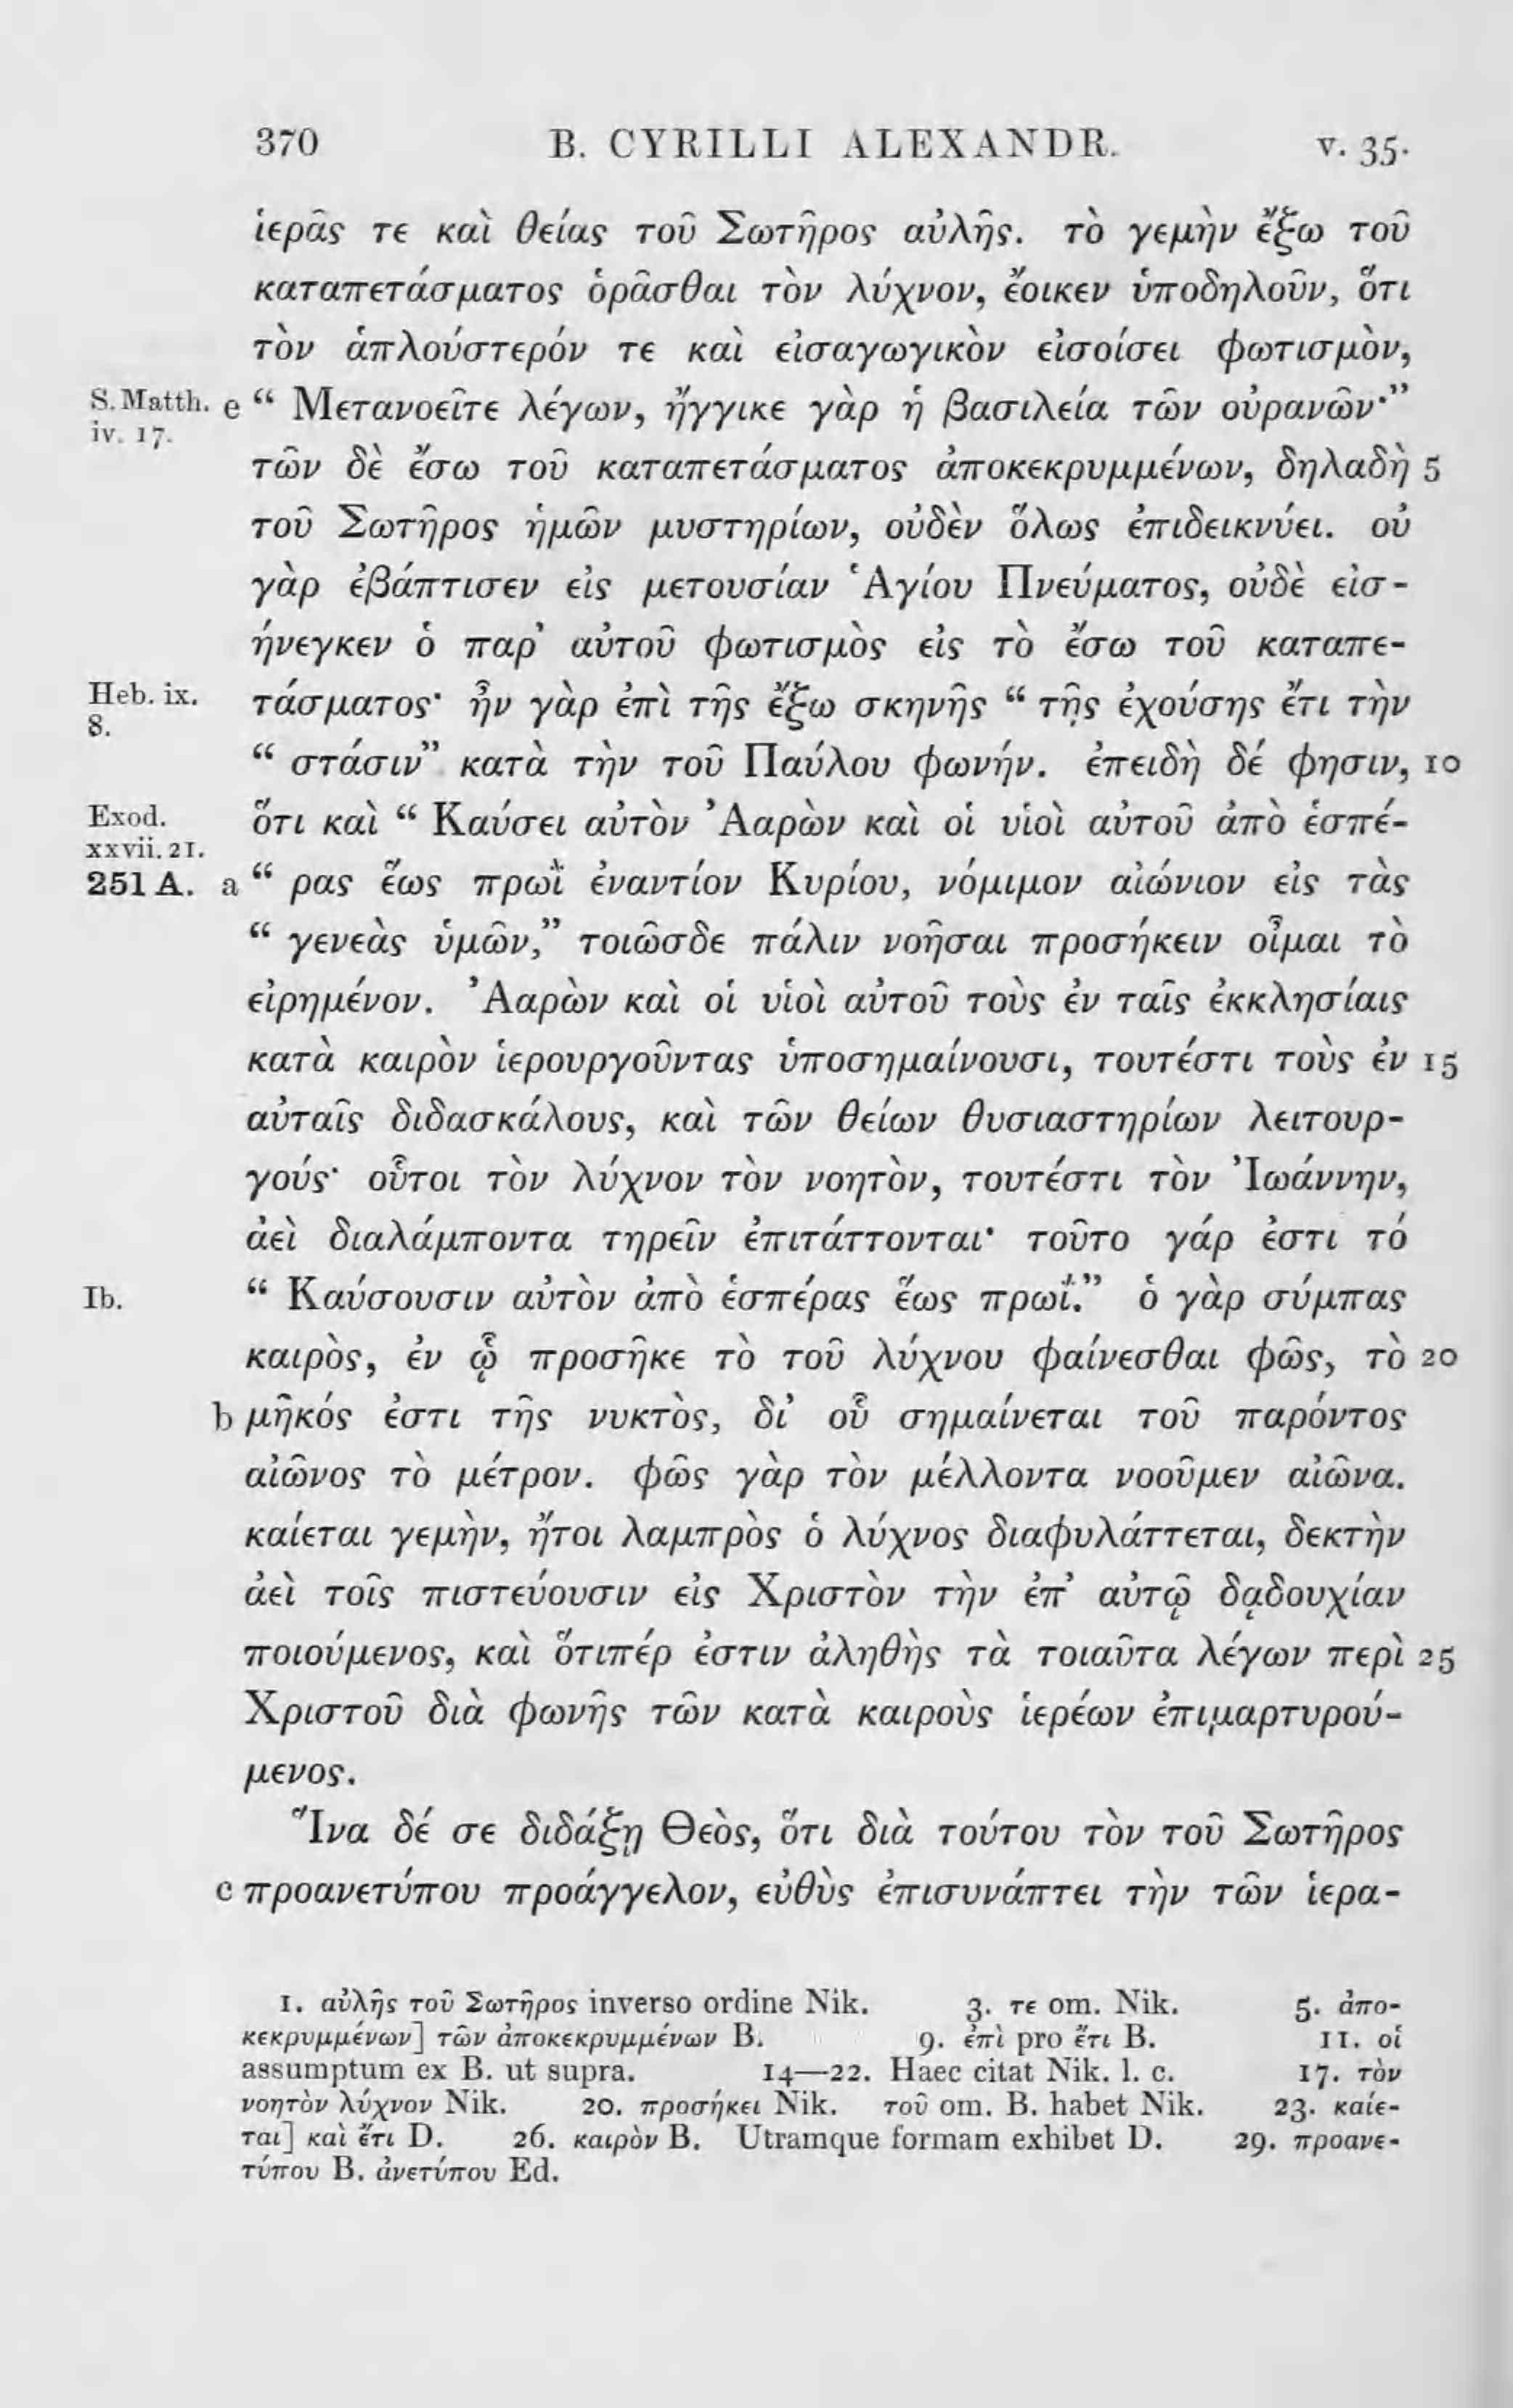 370 B. CYRILLI ALEXANDR. v. 35.
ἱερᾶς τε καὶ θείας τοῦ Σωτῆρος αὐλῆς. τὸ γεμὴν ἔξω τοῦ
καταπετάσματος ὁρᾶσθαι τὸν λύχνον, ἔοικεν ὑποδηλοῦν, ὅτι
τὸν ἁπλούστερόν τε καὶ εἰσαγωγικὸν εἰσοίσει φωτισμὸν,
S. Matth. e “ Μετανοεῖτε λέγων, ἤγγικε γὰρ ἡ βασιλεία τῶν οὐρανῶν·”
iv. 17.
τῶν δὲ ἔσω τοῦ καταπετάσματος ἀποκεκρυμμένων, δηλαδὴ 5
τοῦ Σωτῆρος ἡμῶν μυστηρίων, οὐδὲν ὅλως ἐπιδεικνύει. οὐ
γὰρ ἐβάπτισεν εἰς μετουσίαν Ἁγίου Πνεύματος, οὐδὲ εἰσ-
ήνεγκεν ὁ παρ’ αὐτοῦ φωτισμὸς εἰς τὸ ἔσω τοῦ καταπε-
Heb. ix. τάσματος· ἦν γὰρ ἐπὶ τῆς ἔξω σκηνῆς “ τῆς ἐχούσης ἔτι τὴν
8.
“ στάσιν” κατὰ τὴν τοῦ Παύλου φωνήν. ἐπειδὴ δέ φησιν, 10
Exod. ὅτι καὶ “ Καύσει αὐτὸν Ἀαρὼν καὶ οἱ υἱοὶ αὐτοῦ ἀπὸ ἑσπέ-
xxvii. 21.
251 A. a “ ρας ἕως πρωῒ ἐναντίον Κυρίου, νόμιμον αἰώνιον εἰς τὰς
“ γενεὰς ὑμῶν,” τοιῶσδε πάλιν νοῆσαι προσήκειν οἶμαι τὸ
εἰρημένον. Ἀαρὼν καὶ οἱ υἱοὶ αὐτοῦ τοὺς ἐν ταῖς ἐκκλησίαις
κατὰ καιρὸν ἱερουργοῦντας ὑποσημαίνουσι, τουτέστι τοὺς ἐν 15
αὐταῖς διδασκάλους, καὶ τῶν θείων θυσιαστηρίων λειτουρ-
γούς· οὗτοι τὸν λύχνον τὸν νοητὸν, τουτέστι τὸν Ἰωάννην,
ἀεὶ διαλάμποντα τηρεῖν ἐπιτάττονται· τοῦτο γάρ ἐστι τό
Ib. “ Καύσουσιν αὐτὸν ἀπὸ ἑσπέρας ἕως πρωΐ.” ὁ γὰρ σύμπας
καιρὸς, ἐν ᾧ προσῆκε τὸ τοῦ λύχνου φαίνεσθαι φῶς, τὸ 20
b μῆκός ἐστι τῆς νυκτὸς, δι’ οὗ σημαίνεται τοῦ παρόντος
αἰῶνος τὸ μέτρον. φῶς γὰρ τὸν μέλλοντα νοοῦμεν αἰῶνα.
καίεται γεμὴν, ἤτοι λαμπρὸς ὁ λύχνος διαφυλάττεται, δεκτὴν
ἀεὶ τοῖς πιστεύουσιν εἰς Χριστὸν τὴν ἐπ’ αὐτῷ δᾳδουχίαν
ποιούμενος, καὶ ὅτιπέρ ἐστιν ἀληθὴς τὰ τοιαῦτα λέγων περὶ 25
Χριστοῦ διὰ φωνῆς τῶν κατὰ καιροὺς ἱερέων ἐπιμαρτυρού-
μενος.
Ἵνα δέ σε διδάξῃ Θεὸς, ὅτι διὰ τούτου τὸν τοῦ Σωτῆρος
c προανετύπου προάγγελον, εὐθὺς ἐπισυνάπτει τὴν τῶν ἱερα-
1. αὐλῆς τοῦ Σωτῆρος inverso ordine Nik. 3. τε om. Nik. 5. ἀπο-
κεκρυμμένων] τῶν ἀποκεκρυμμένων B. 9. ἐπὶ pro ἔτι B. 11. οἱ
assumptum ex B. ut supra. 14—22. Haec citat Nik. l. c. 17. τὸν
νοητὸν λύχνον Nik. 20. προσήκει Nik. τοῦ om. B. habet Nik. 23. καίε-
ται] καὶ ἔτι D. 26. καιρὸν B. Utramque formam exhibet D. 29. προανε-
τύπου B. ἀνετύπου Ed.